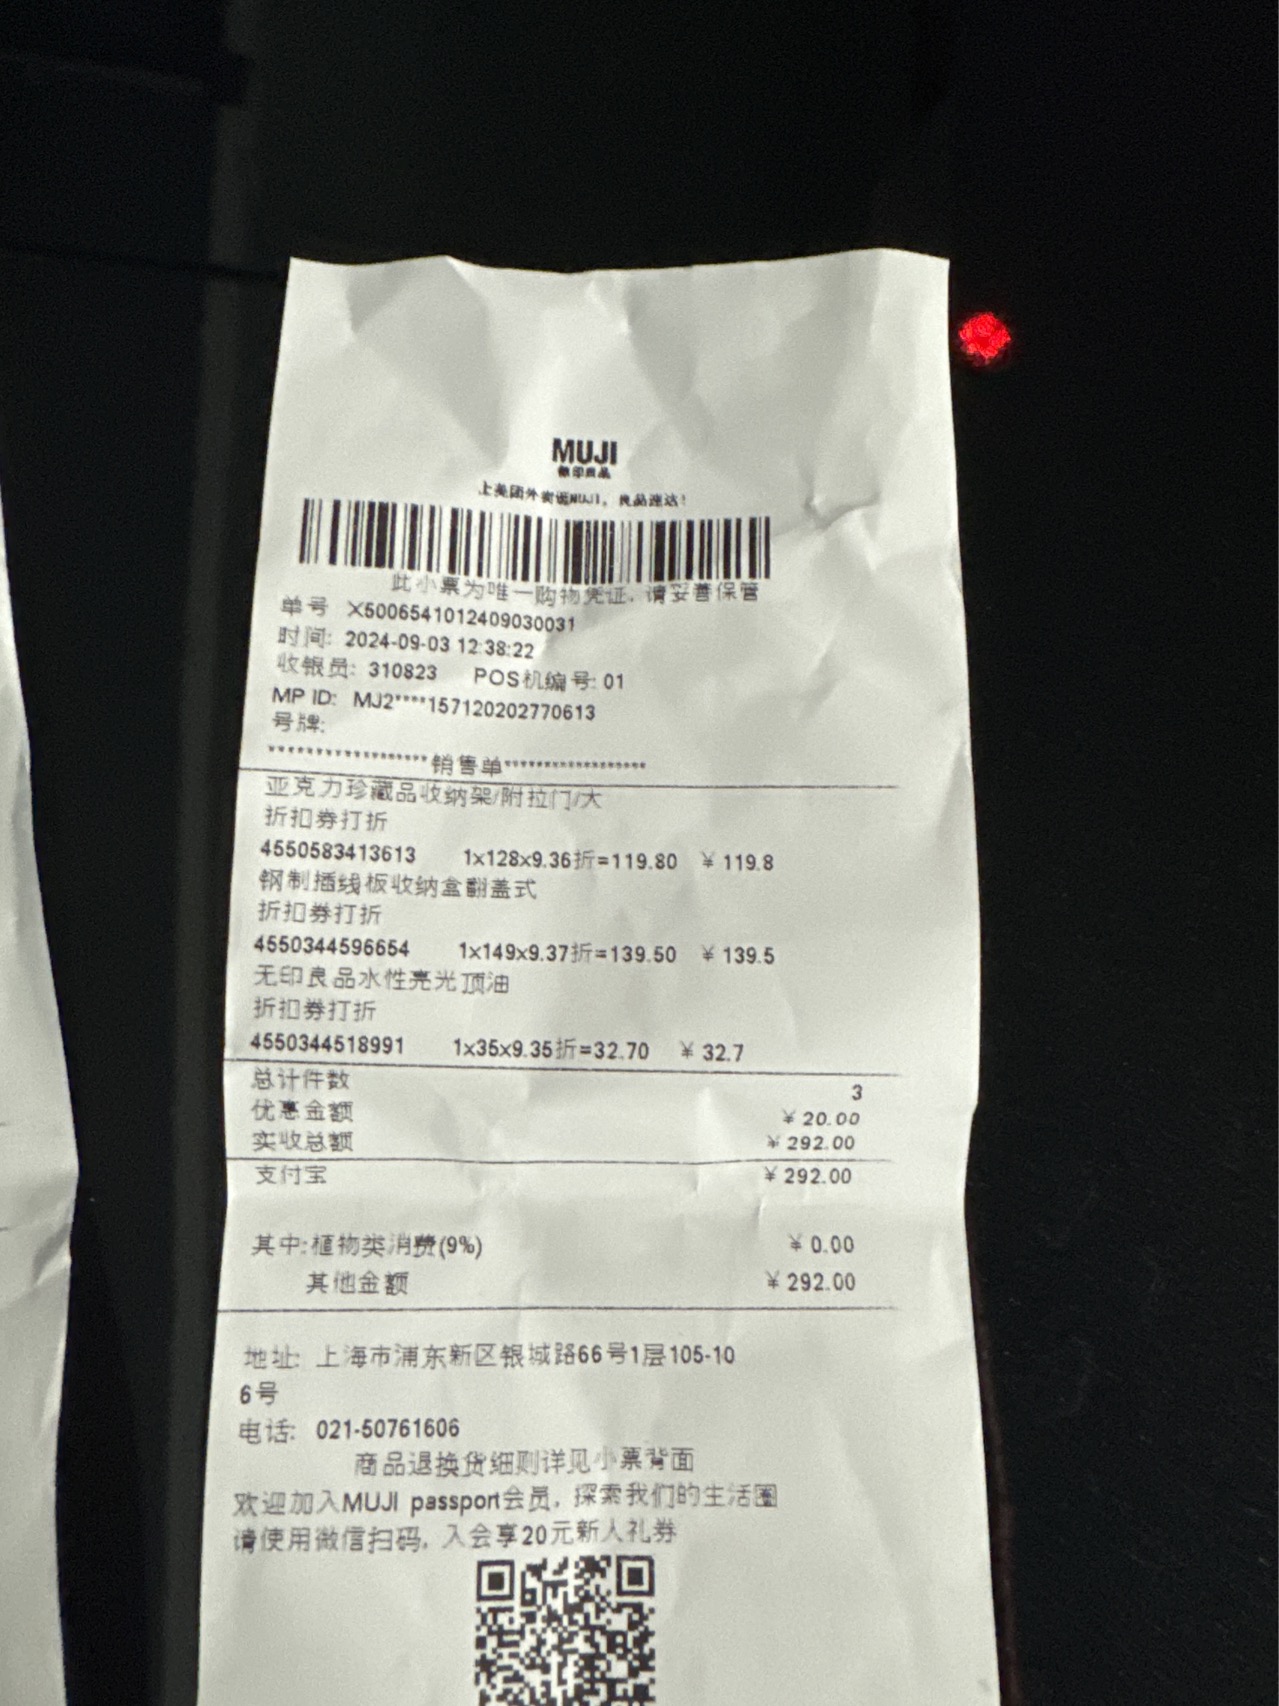 MUJI
無印良品
上美团外卖逛MUJI，良品速达！
此小票为唯一购物凭证，请妥善保管
单号 X5006541012409030031
时间: 2024-09-03 12:38:22
收银员: 310823 POS机编号: 01
MP ID: MJ2****157120202770613
号牌:
******************销售单******************
亚克力珍藏品收纳架/附拉门/大
折扣券打折
4550583413613 1x128x9.36折=119.80 ￥119.8
钢制插线板收纳盒翻盖式
折扣券打折
4550344596654 1x149x9.37折=139.50 ￥139.5
无印良品水性亮光顶油
折扣券打折
4550344518991 1x35x9.35折=32.70 ￥32.7
总计件数 3
优惠金额 ￥20.00
实收总额 ￥292.00
支付宝 ￥292.00
其中:植物类消费(9%) ￥0.00
其他金额 ￥292.00
地址: 上海市浦东新区银城路66号1层105-10
6号
电话: 021-50761606
商品退换货细则详见小票背面
欢迎加入MUJI passport会员，探索我们的生活圈
请使用微信扫码，入会享20元新人礼券